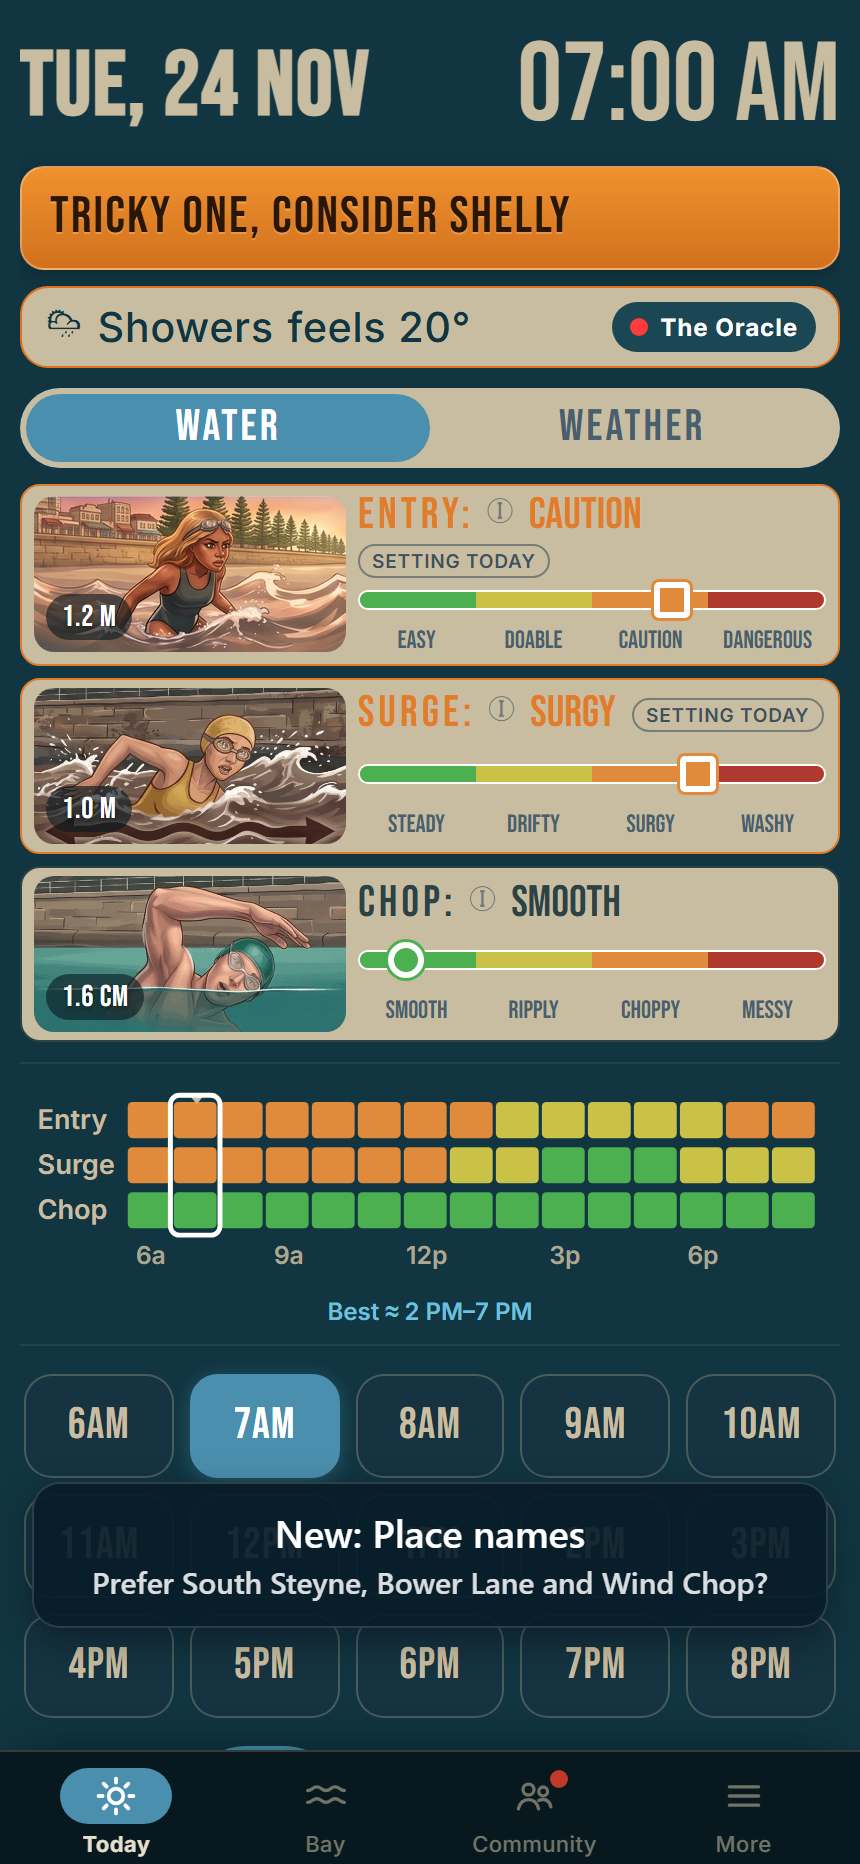 TUE, 24 NOV 07:00 AM
TRICKY ONE, CONSIDER SHELLY
Showers feels 20° The Oracle
WATER WEATHER
ENTRY: I CAUTION
SETTING TODAY
1.2 M
EASY DOABLE CAUTION DANGEROUS
SURGE: I SURGY SETTING TODAY
1.0 M
STEADY DRIFTY SURGY WASHY
CHOP: I SMOOTH
1.6 CM
SMOOTH RIPPLY CHOPPY MESSY
Entry
Surge
Chop
6a 9a 12p 3p 6p
Best ≈ 2 PM–7 PM
6AM 7AM 8AM 9AM 10AM
11AM 3PM
New: Place names
Prefer South Steyne, Bower Lane and Wind Chop?
4PM 5PM 6PM 7PM 8PM
Today Bay Community More